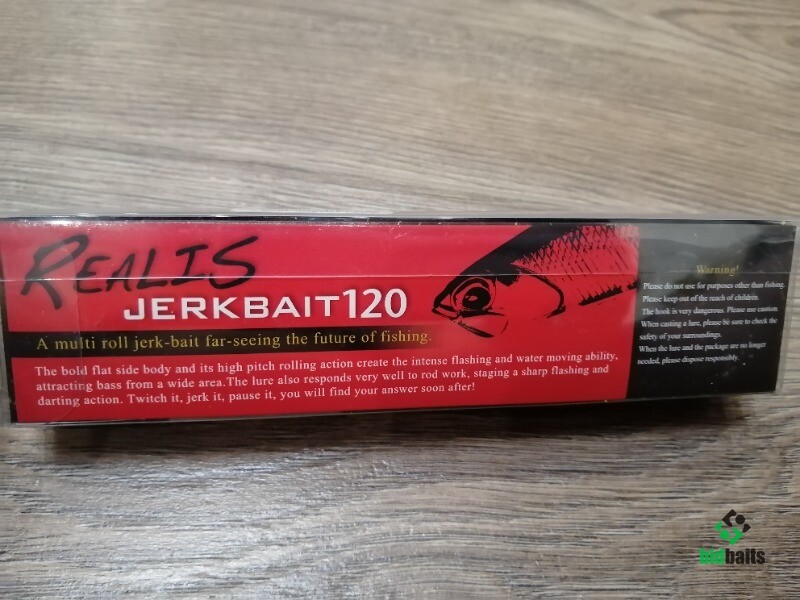 REALIS
JERKBAIT120
A multi roll jerk-bait far-seeing the future of fishing.
The bold flat side body and its high pitch rolling action create the intense flashing and water moving ability,
attracting bass from a wide area.The lure also responds very well to rod work, staging a sharp flashing and
darting action. Twitch it, jerk it, pause it, you will find your answer soon after!
Warning!
Please do not use for purposes other than fishing.
Please keep out of the reach of children.
The hook is very dangerous. Please use caution.
When casting a lure, please be sure to check the
safety of your surroundings.
When the lure and the package are no longer
needed, please dispose responsibly.
bidbaits